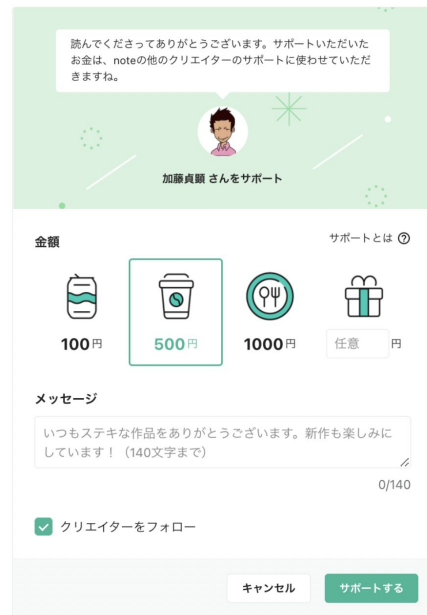 読んでくださってありがとうございます。サポートいただいた
お金は、noteの他のクリエイターのサポートに使わせていただ
きますね。
加藤貞顕 さんをサポート
金額
サポートとは ?
100円
500円
1000円
任意 円
メッセージ
いつもステキな作品をありがとうございます。新作も楽しみに
しています！（140文字まで）
0/140
クリエイターをフォロー
キャンセル
サポートする